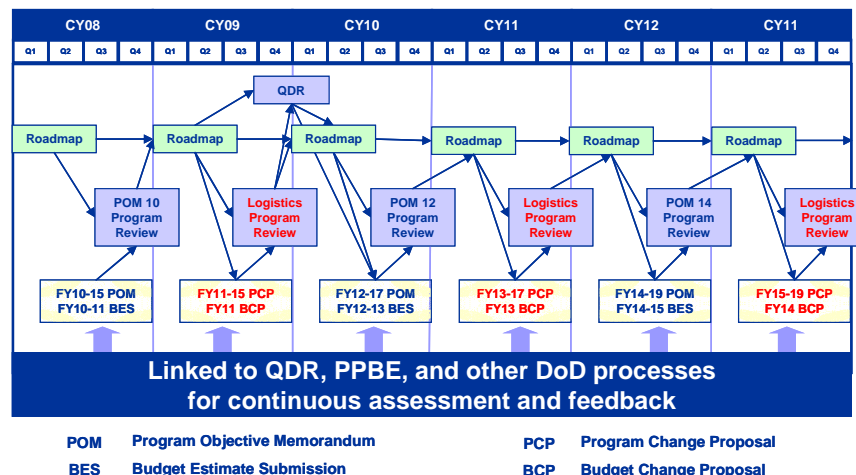 CY08 CY09 CY10 CY11 CY12 CY11
Q1 Q2 Q3 Q4 Q1 Q2 Q3 Q4 Q1 Q2 Q3 Q4 Q1 Q2 Q3 Q4 Q1 Q2 Q3 Q4 Q1 Q2 Q3 Q4
QDR
Roadmap Roadmap Roadmap Roadmap Roadmap Roadmap
POM 10
Program
Review
Logistics
Program
Review
POM 12
Program
Review
Logistics
Program
Review
POM 14
Program
Review
Logistics
Program
Review
FY10-15 POM
FY10-11 BES
FY11-15 PCP
FY11 BCP
FY12-17 POM
FY12-13 BES
FY13-17 PCP
FY13 BCP
FY14-19 POM
FY14-15 BES
FY15-19 PCP
FY14 BCP
Linked to QDR, PPBE, and other DoD processes
for continuous assessment and feedback
POM Program Objective Memorandum
BES Budget Estimate Submission
PCP Program Change Proposal
BCP Budget Change Proposal